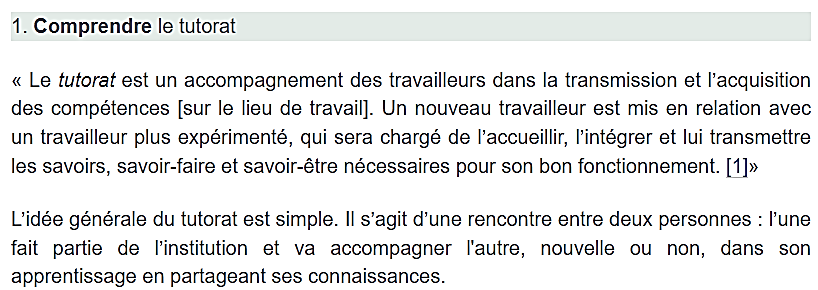 1. Comprendre le tutorat
« Le tutorat est un accompagnement des travailleurs dans la transmission et l’acquisition
des compétences [sur le lieu de travail]. Un nouveau travailleur est mis en relation avec
un travailleur plus expérimenté, qui sera chargé de l’accueillir, l’intégrer et lui transmettre
les savoirs, savoir-faire et savoir-être nécessaires pour son bon fonctionnement. [1]»
L’idée générale du tutorat est simple. Il s’agit d’une rencontre entre deux personnes : l’une
fait partie de l’institution et va accompagner l'autre, nouvelle ou non, dans son
apprentissage en partageant ses connaissances.